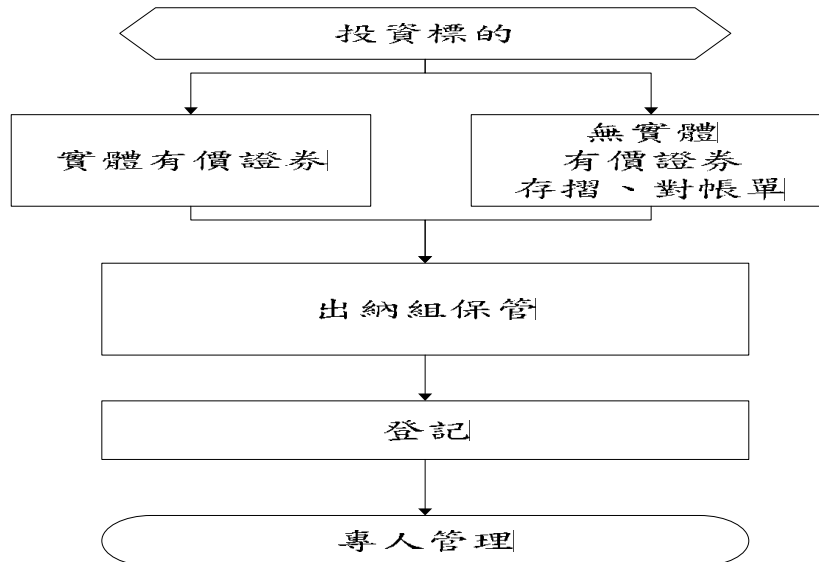 投資標的
實體有價證券
無實體
有價證券
存摺、對帳單
出納組保管
登記
專人管理